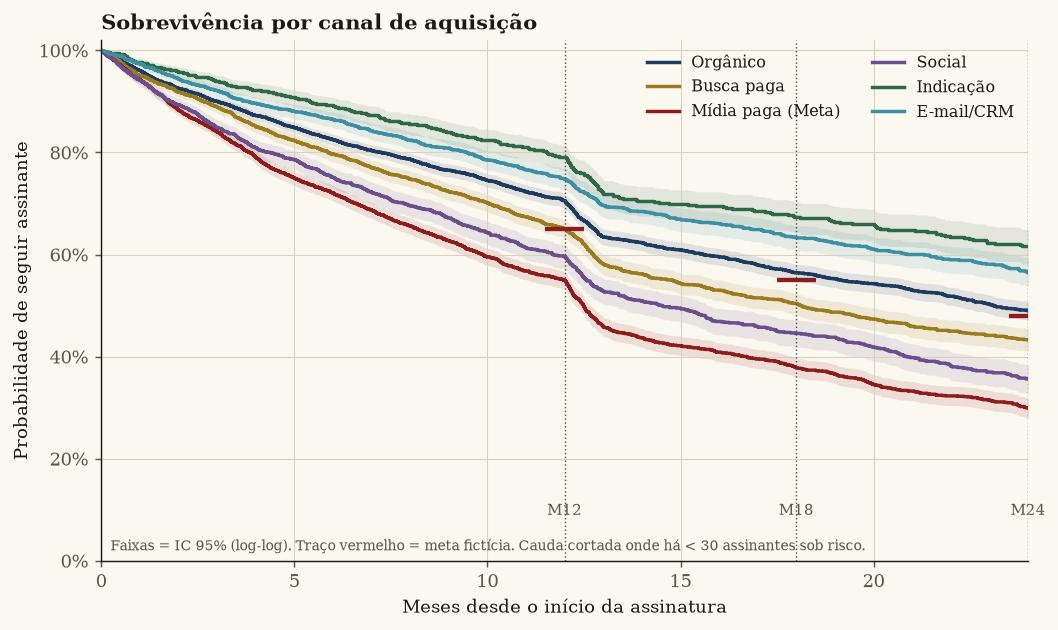 Sobrevivência por canal de aquisição
Orgânico
Busca paga
Mídia paga (Meta)
Social
Indicação
E-mail/CRM
100%
80%
60%
40%
20%
0%
Probabilidade de seguir assinante
M12
M18
M24
Faixas = IC 95% (log-log). Traço vermelho = meta fictícia. Cauda cortada onde há < 30 assinantes sob risco.
0
5
10
15
20
Meses desde o início da assinatura